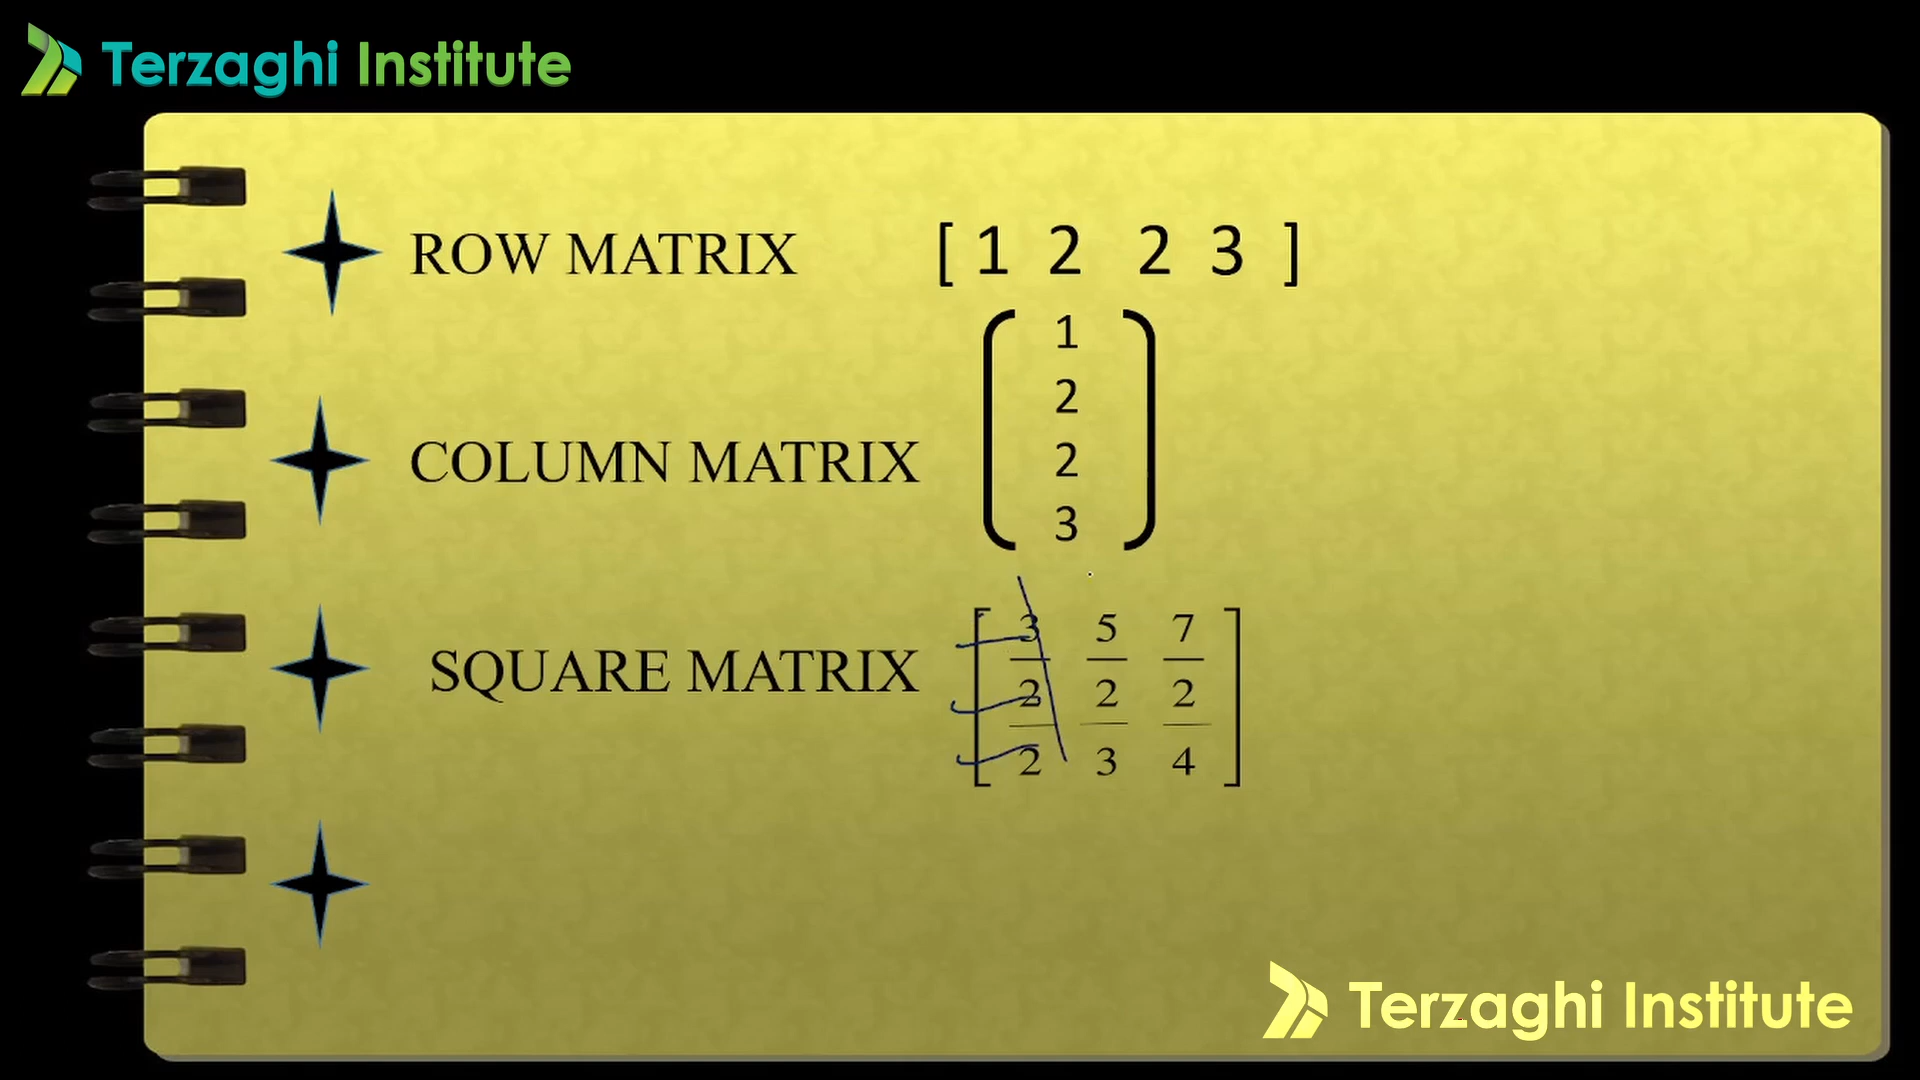 Terzaghi Institute
ROW MATRIX [ 1 2 2 3 ]
1
2
COLUMN MATRIX
2
3
3 5 7
SQUARE MATRIX 2 2 2
2 3 4
Terzaghi Institute